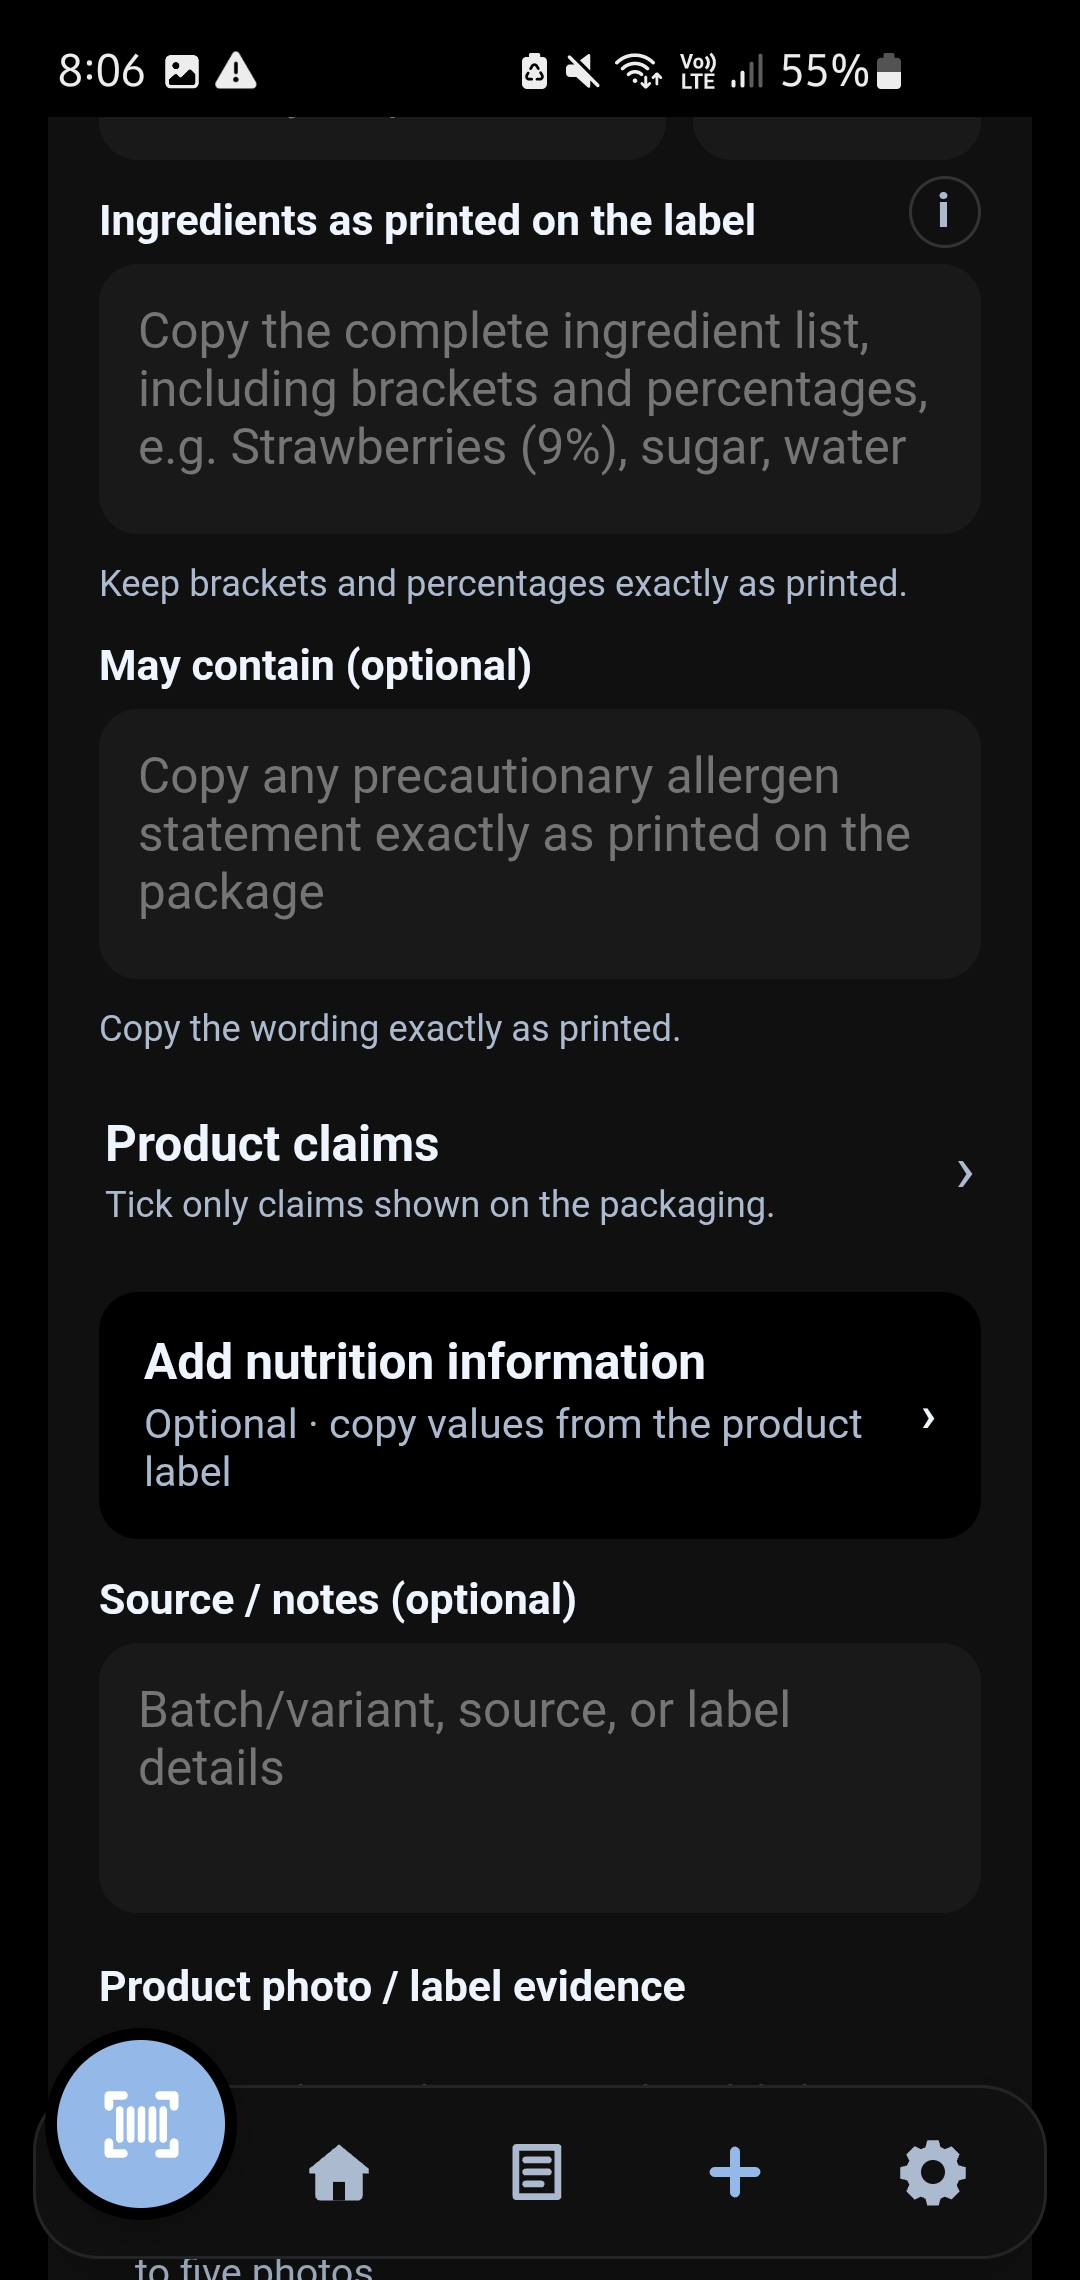 8:06
Vo)) LTE
55%
Ingredients as printed on the label
i
Copy the complete ingredient list,
including brackets and percentages,
e.g. Strawberries (9%), sugar, water
Keep brackets and percentages exactly as printed.
May contain (optional)
Copy any precautionary allergen
statement exactly as printed on the
package
Copy the wording exactly as printed.
Product claims
Tick only claims shown on the packaging.
Add nutrition information
Optional · copy values from the product
label
Source / notes (optional)
Batch/variant, source, or label
details
Product photo / label evidence
to five photos